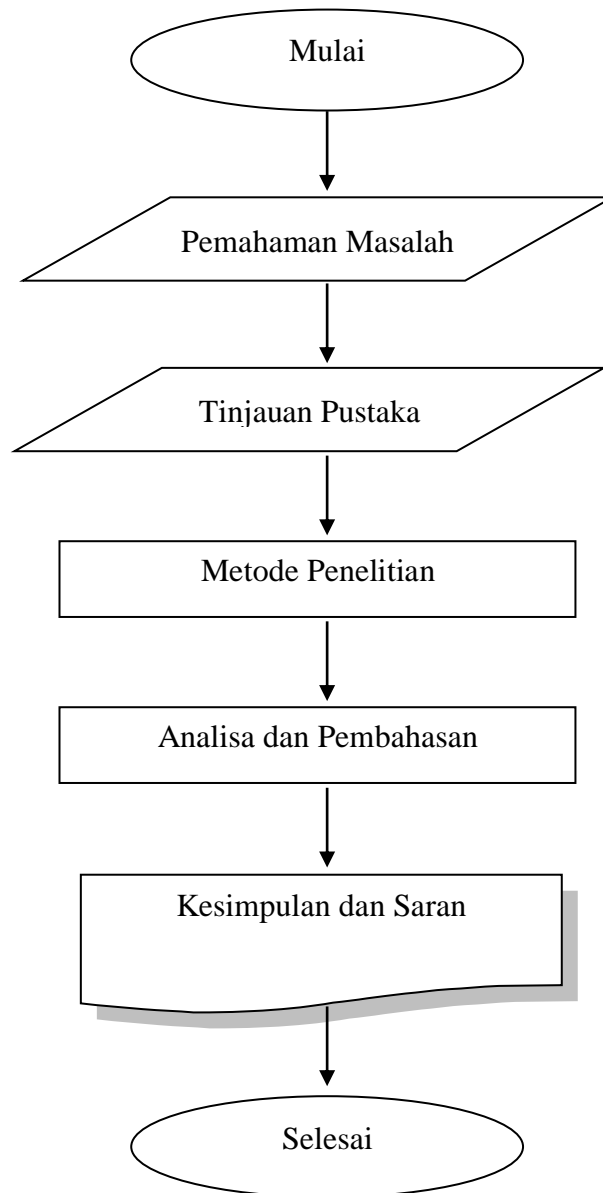 Mulai
Pemahaman Masalah
Tinjauan Pustaka
Metode Penelitian
Analisa dan Pembahasan
Kesimpulan dan Saran
Selesai